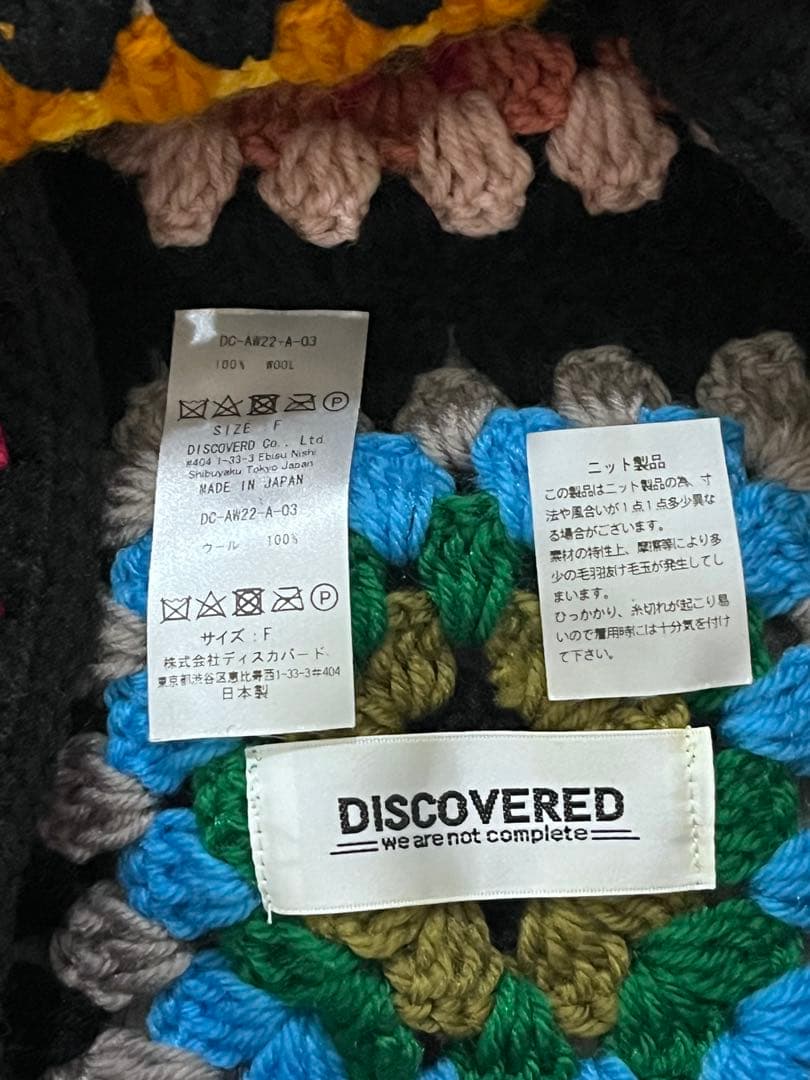 DC-AW22-A-03
100% WOOL
P
SIZE F
DISCOVERD Co., Ltd.
#404 1-33-3 Ebisu Nishi
Shibuyaku Tokyo Japan
MADE IN JAPAN
DC-AW22-A-03
ウール 100%
P
サイズ:F
株式会社ディスカバード
東京都渋谷区恵比寿西1-33-3#404
日本製
ニット製品
この製品はニット製品の為、寸
法や風合いが1点1点多少異な
る場合がございます。
素材の特性上、摩擦等により多
少の毛羽抜け毛玉が発生してし
まいます。
ひっかかり、糸切れが起こり易
いので着用時には十分気を付け
て下さい。
DISCOVERED
we are not complete